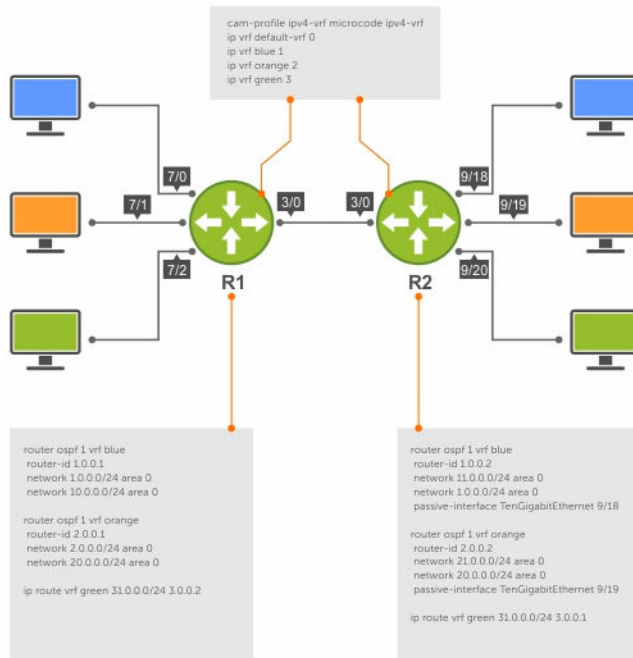 cam-profile ipv4-vrf microcode ipv4-vrf
ip vrf default-vrf 0
ip vrf blue 1
ip vrf orange 2
ip vrf green 3
7/0
7/1
7/2
3/0
3/0
9/18
9/19
9/20
R1
R2
router ospf 1 vrf blue
router-id 1.0.0.1
network 1.0.0.0/24 area 0
network 10.0.0.0/24 area 0
router ospf 1 vrf orange
router-id 2.0.0.1
network 2.0.0.0/24 area 0
network 20.0.0.0/24 area 0
ip route vrf green 31.0.0.0/24 3.0.0.2
router ospf 1 vrf blue
router-id 1.0.0.2
network 11.0.0.0/24 area 0
network 1.0.0.0/24 area 0
passive-interface TenGigabitEthernet 9/18
router ospf 1 vrf orange
router-id 2.0.0.2
network 21.0.0.0/24 area 0
network 20.0.0.0/24 area 0
passive-interface TenGigabitEthernet 9/19
ip route vrf green 31.0.0.0/24 3.0.0.1